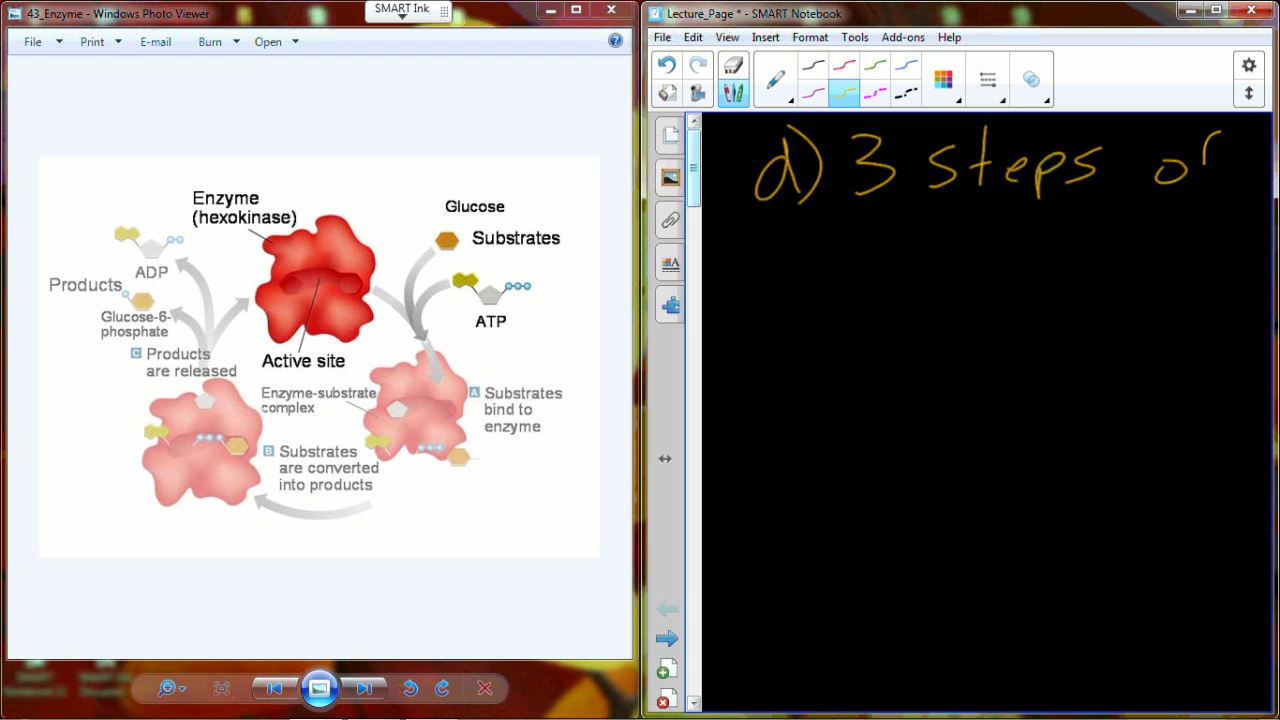 43_Enzyme - Windows Photo Viewer
SMART Ink
File Print E-mail Burn Open
Enzyme
(hexokinase)
Glucose
Substrates
ADP
Products
Glucose-6-
phosphate
ATP
C Products
are released
Active site
Enzyme-substrate
complex
A Substrates
bind to
enzyme
B Substrates
are converted
into products
Lecture_Page * - SMART Notebook
File Edit View Insert Format Tools Add-ons Help
d) 3 steps